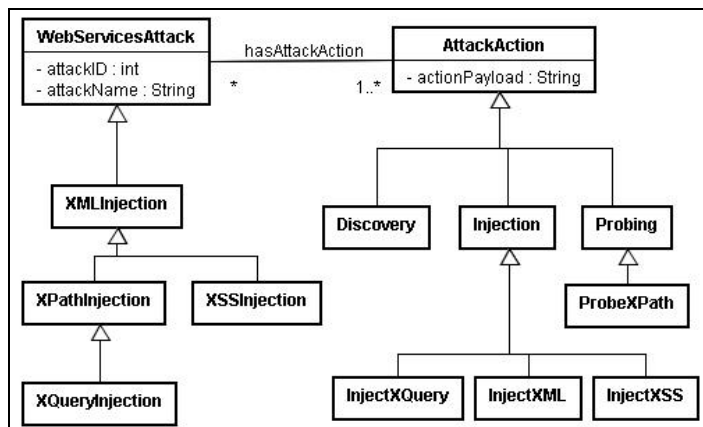 WebServicesAttack
- attackID : int
- attackName : String
hasAttackAction
*
1..*
AttackAction
- actionPayload : String
XMLInjection
Discovery
Injection
Probing
XPathInjection
XSSInjection
ProbeXPath
XQueryInjection
InjectXQuery
InjectXML
InjectXSS